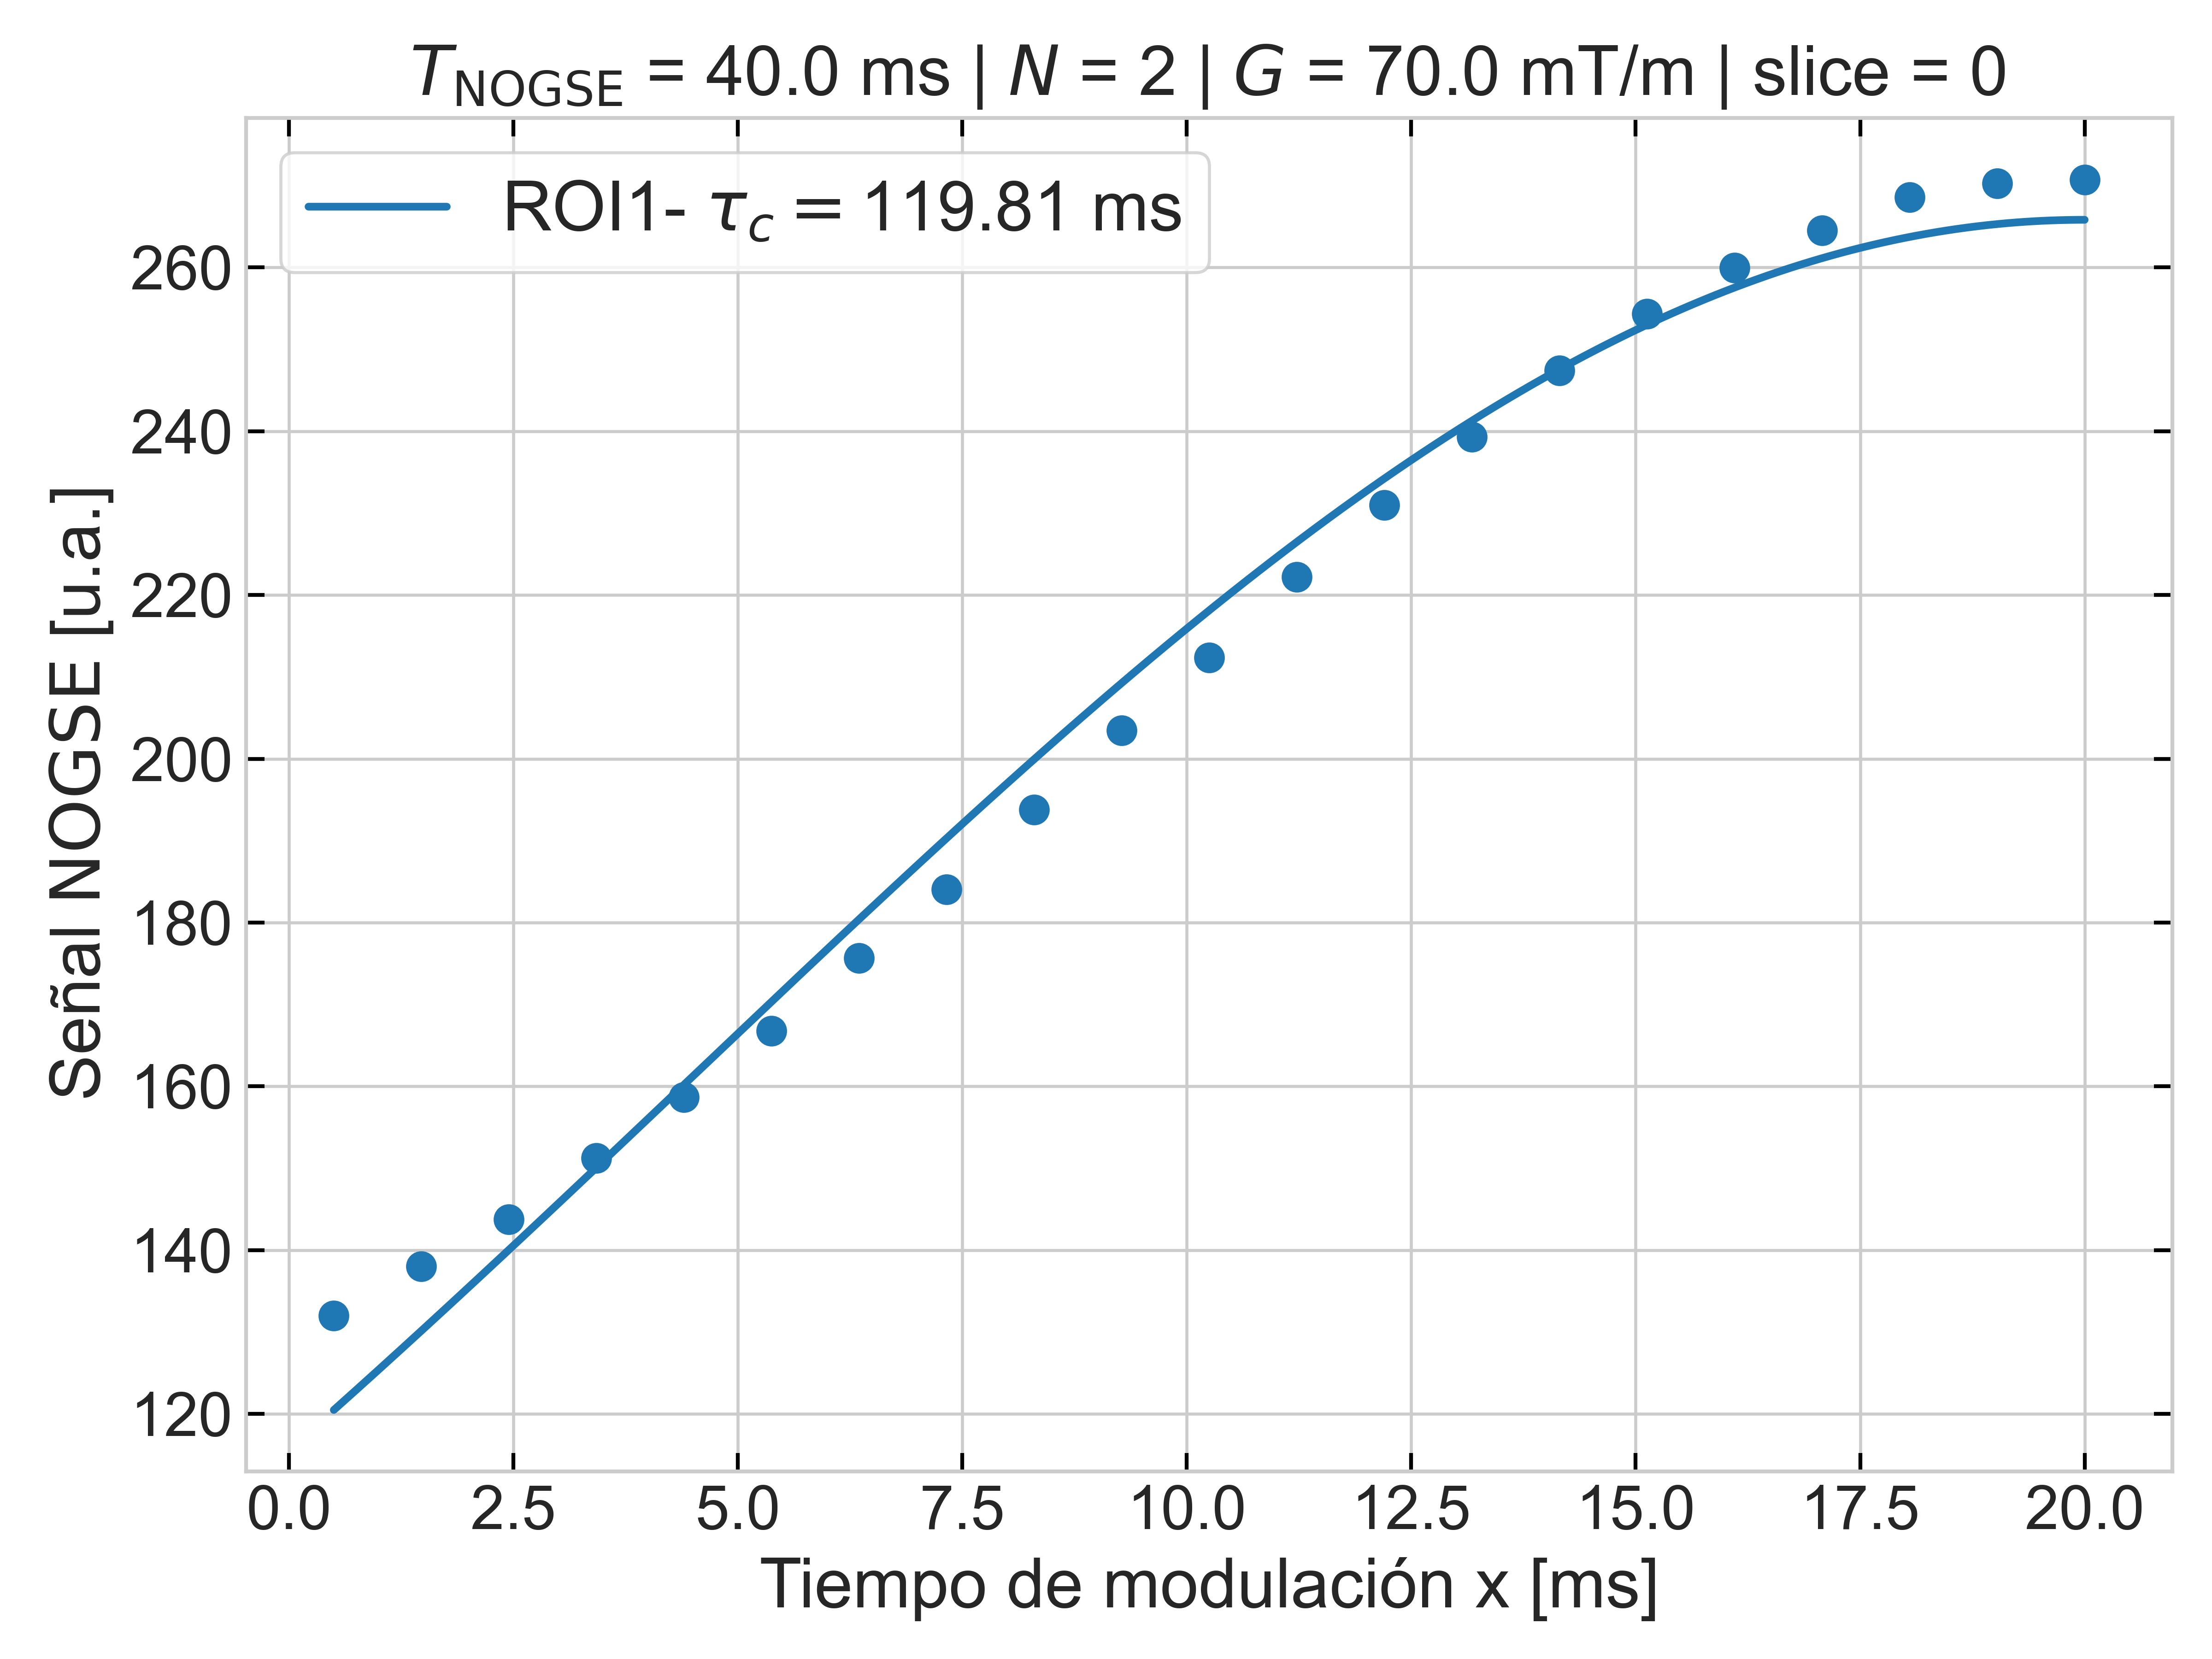 T_NOGSE = 40.0 ms | N = 2 | G = 70.0 mT/m | slice = 0
ROI1- τ_c = 119.81 ms
Señal NOGSE [u.a.]
260
240
220
200
180
160
140
120
0.0 2.5 5.0 7.5 10.0 12.5 15.0 17.5 20.0
Tiempo de modulación x [ms]